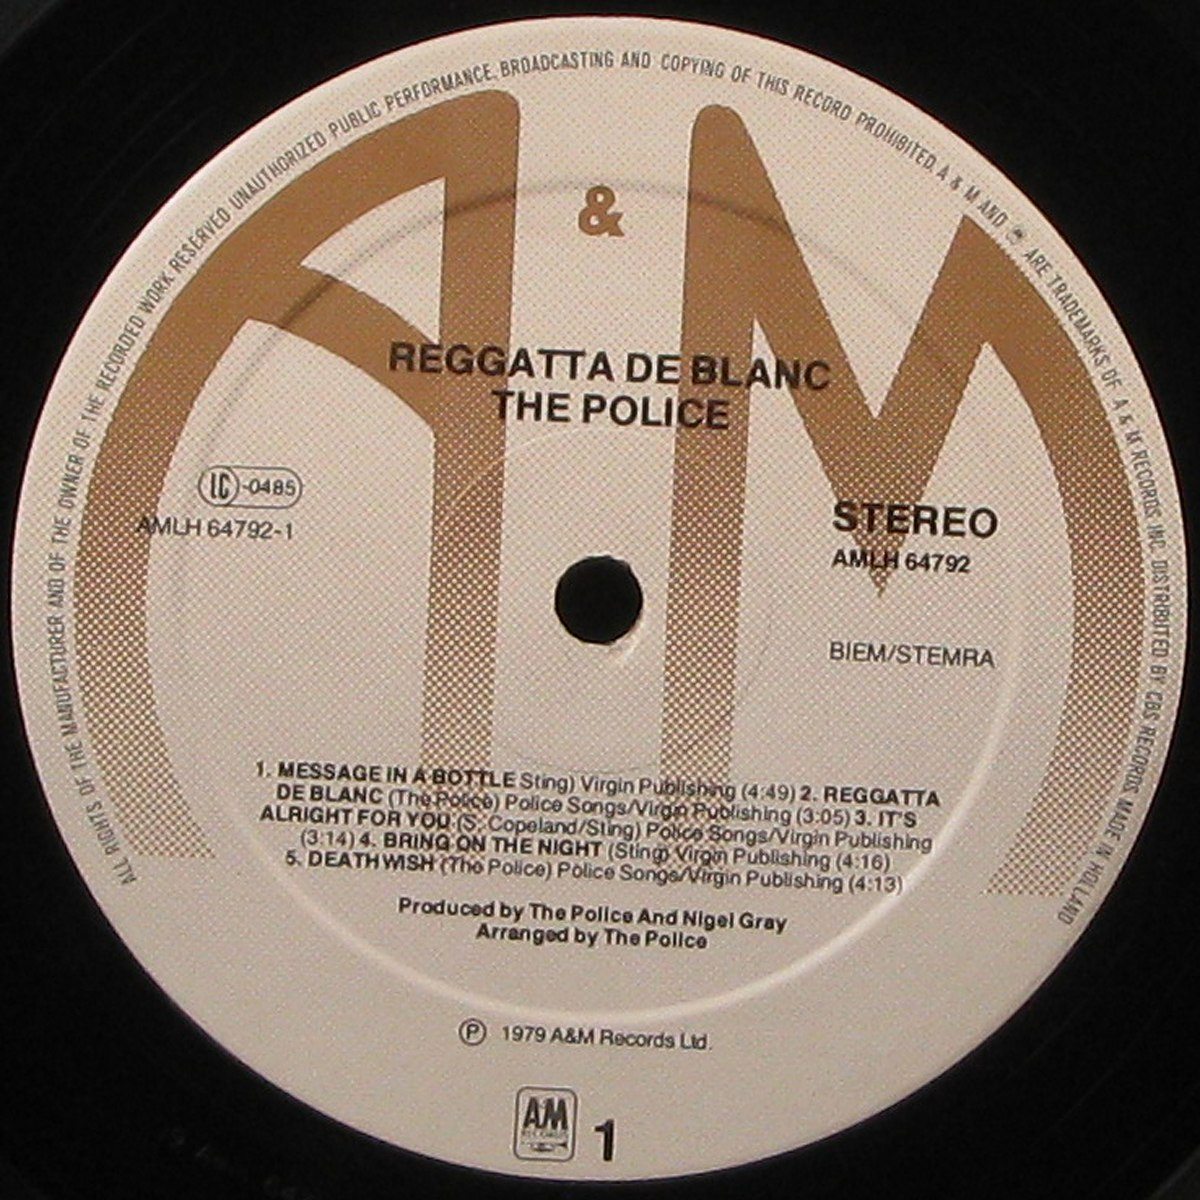 ALL RIGHTS OF THE MANUFACTURER AND OF THE OWNER OF THE RECORDED WORK RESERVED UNAUTHORIZED PUBLIC PERFORMANCE, BROADCASTING AND COPYING OF THIS RECORD PROHIBITED. A & M AND ARE TRADEMARKS OF A & M RECORDS INC. DISTRIBUTED BY CBS RECORDS MADE IN HOLLAND
A & M
REGGATTA DE BLANC
THE POLICE
LC -0485
AMLH 64792-1
STEREO
AMLH 64792
BIEM/STEMRA
1. MESSAGE IN A BOTTLE Sting) Virgin Publishing (4:49) 2. REGGATTA
DE BLANC (The Police) Police Songs/Virgin Publishing (3:05) 3. IT'S
ALRIGHT FOR YOU (S. Copeland/Sting) Police Songs/Virgin Publishing
(3:14) 4. BRING ON THE NIGHT (Sting) Virgin Publishing (4:16)
5. DEATH WISH (The Police) Police Songs/Virgin Publishing (4:13)
Produced by The Police And Nigel Gray
Arranged by The Police
Ⓟ 1979 A&M Records Ltd.
A&M
RECORDS
1